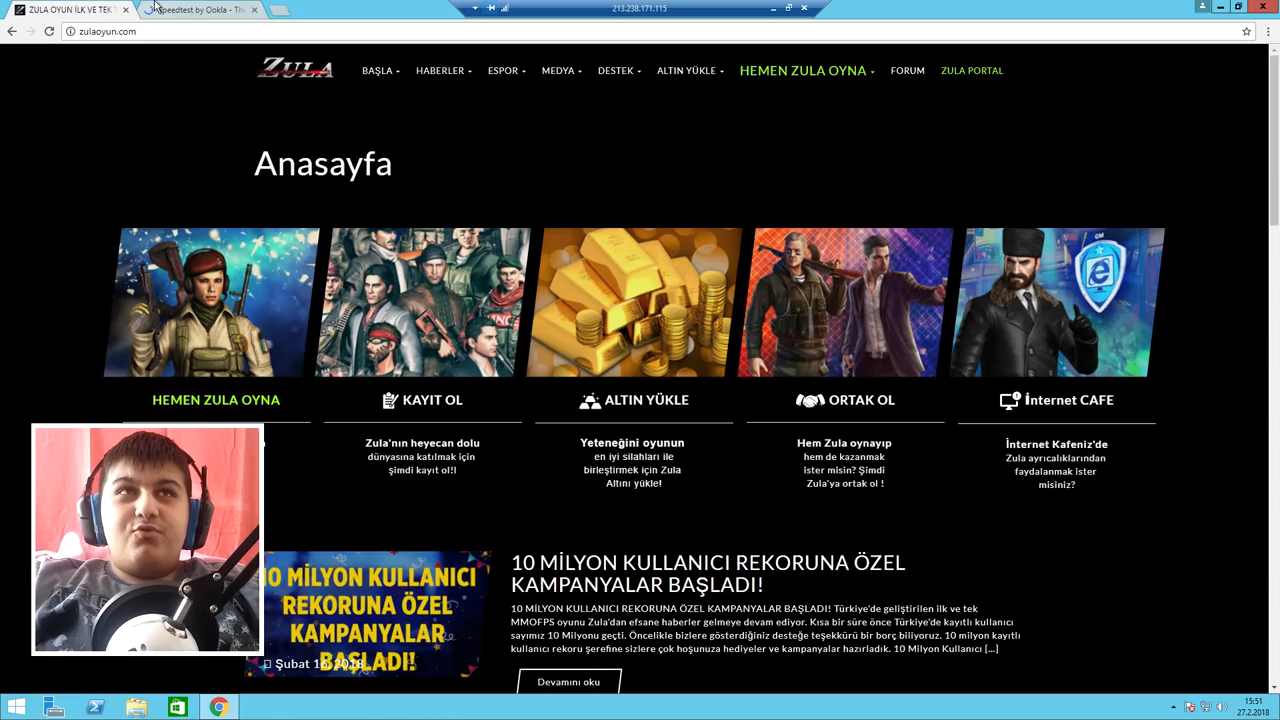 ZULA OYUN İLK VE TEK T
Speedtest by Ookla - The
213.238.171.115
zulaoyun.com
ZULA
BAŞLA
HABERLER
ESPOR
MEDYA
DESTEK
ALTIN YÜKLE
HEMEN ZULA OYNA
FORUM
ZULA PORTAL
Anasayfa
GM
HEMEN ZULA OYNA
KAYIT OL
Zula'nın heyecan dolu
dünyasına katılmak için
şimdi kayıt ol!l
ALTIN YÜKLE
Yeteneğini oyunun
en iyi silahları ile
birleştirmek için Zula
Altını yükle!
ORTAK OL
Hem Zula oynayıp
hem de kazanmak
ister misin? Şimdi
Zula'ya ortak ol !
İnternet CAFE
İnternet Kafeniz'de
Zula ayrıcalıklarından
faydalanmak ister
misiniz?
10 MİLYON KULLANICI
REKORUNA ÖZEL
KAMPANYALAR
BAŞLADI!
Şubat 16, 2018
10 MİLYON KULLANICI REKORUNA ÖZEL
KAMPANYALAR BAŞLADI!
10 MİLYON KULLANICI REKORUNA ÖZEL KAMPANYALAR BAŞLADI! Türkiye'de geliştirilen ilk ve tek
MMOFPS oyunu Zula'dan efsane haberler gelmeye devam ediyor. Kısa bir süre önce Türkiye'de kayıtlı kullanıcı
sayımız 10 Milyonu geçti. Öncelikle bizlere gösterdiğiniz desteğe teşekkürü bir borç biliyoruz. 10 milyon kayıtlı
kullanıcı rekoru şerefine sizlere çok hoşunuza hediyeler ve kampanyalar hazırladık. 10 Milyon Kullanıcı [...]
Devamını oku
15:51
27.2.2018